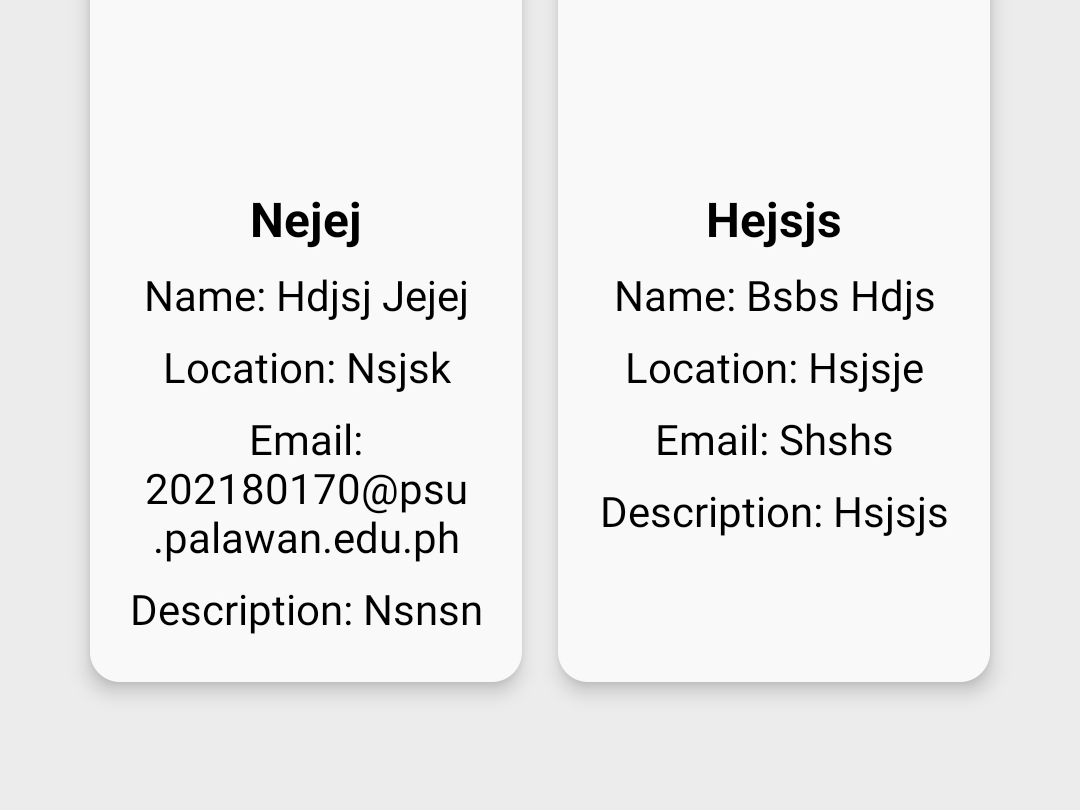 Nejej
Name: Hdjsj Jejej
Location: Nsjsk
Email:
202180170@psu
.palawan.edu.ph
Description: Nsnsn
Hejsjs
Name: Bsbs Hdjs
Location: Hsjsje
Email: Shshs
Description: Hsjsjs